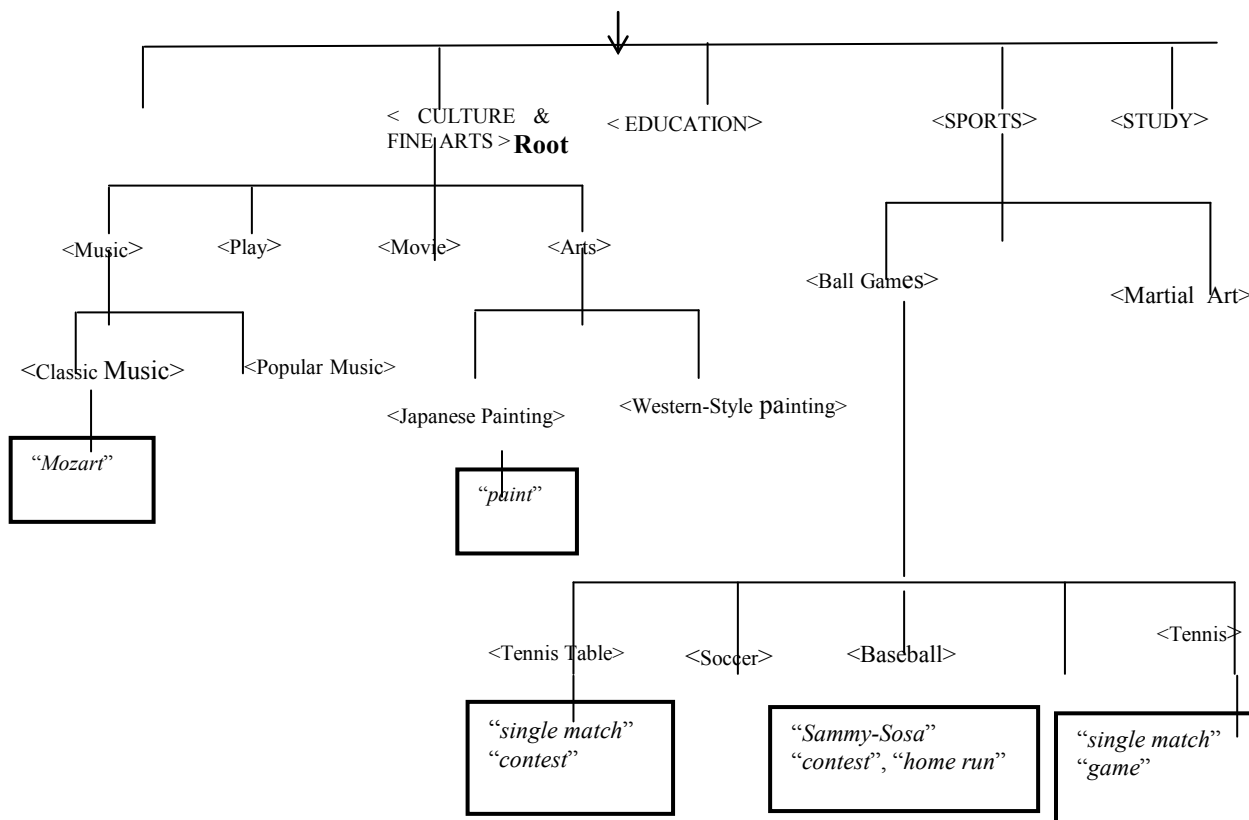 < CULTURE &
FINE ARTS > Root
< EDUCATION>
<SPORTS>
<STUDY>
<Music>
<Play>
<Movie>
<Arts>
<Ball Games>
<Martial Art>
<Classic Music>
<Popular Music>
<Japanese Painting>
<Western-Style painting>
“Mozart”
“paint”
<Tennis Table>
<Soccer>
<Baseball>
<Tennis>
“single match”
“contest”
“Sammy-Sosa”
“contest”, “home run”
“single match”
“game”